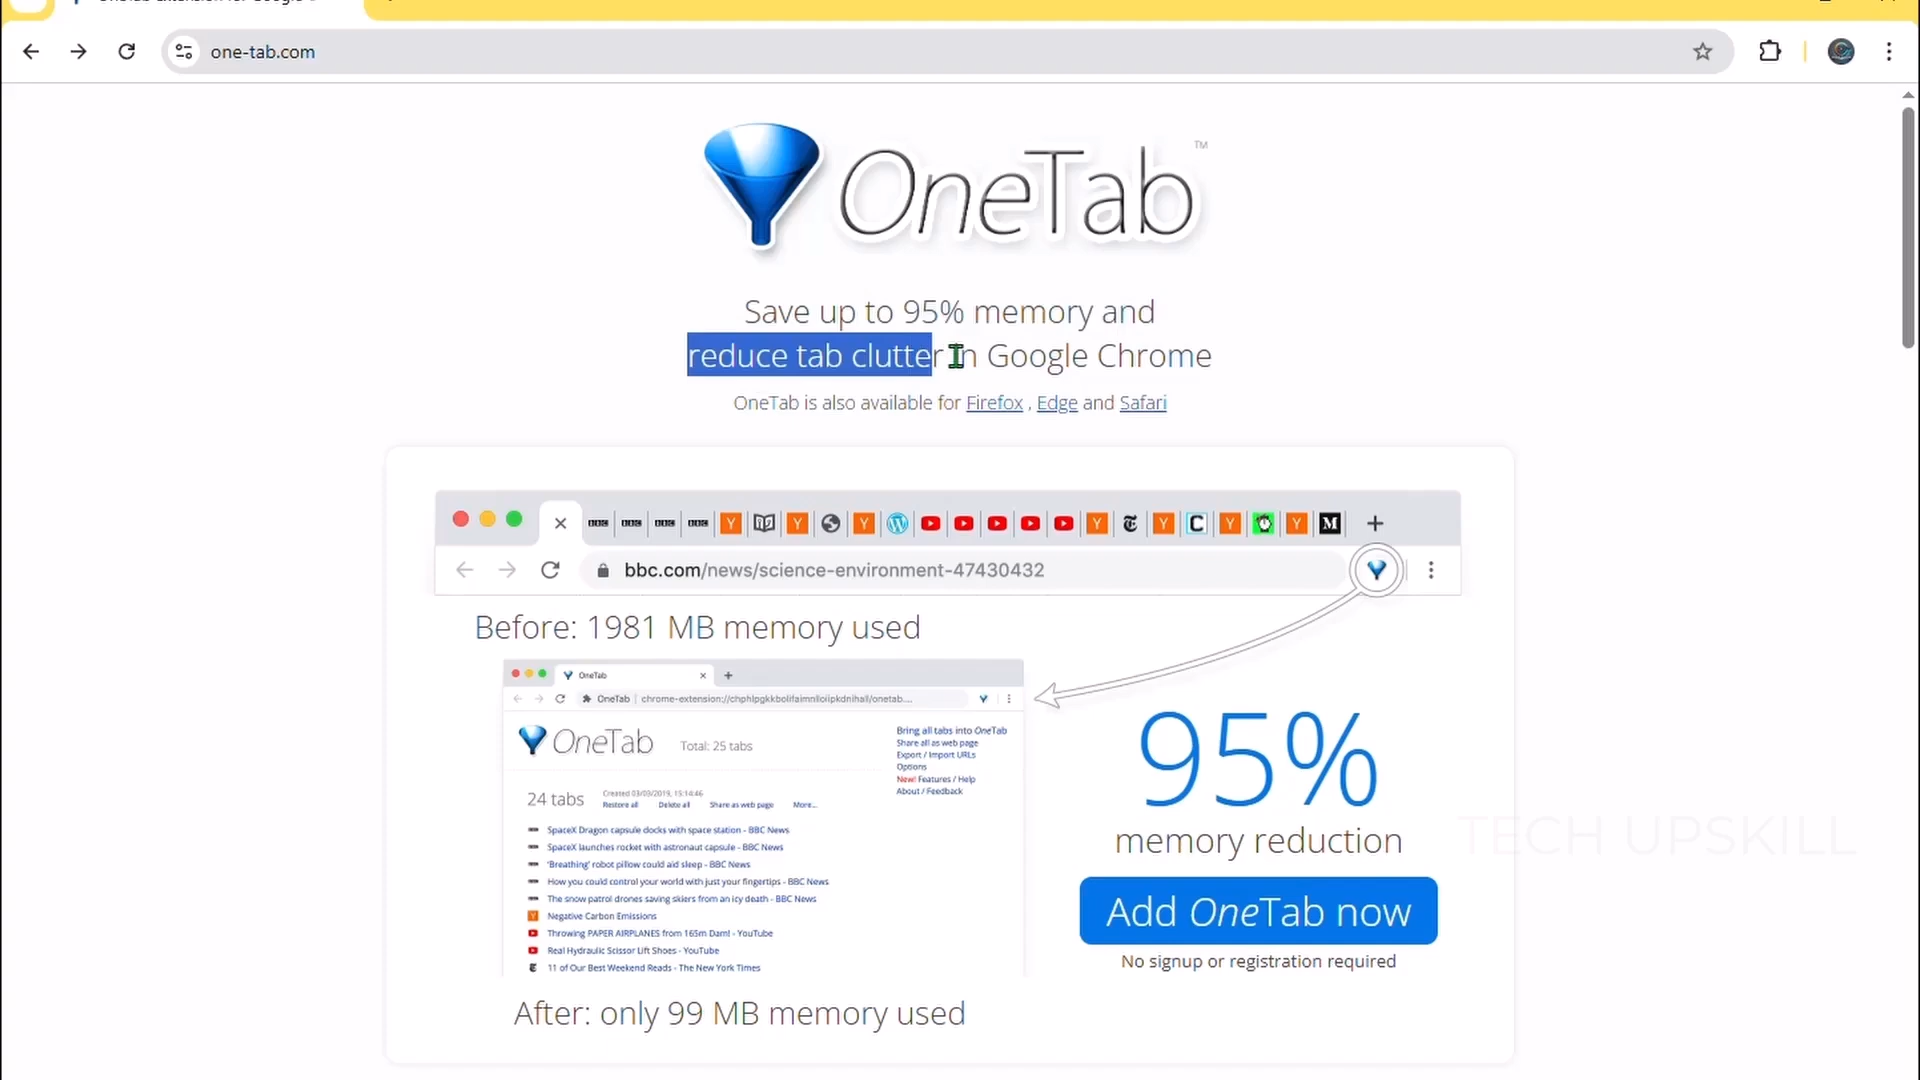 one-tab.com
OneTab™
Save up to 95% memory and
reduce tab clutter in Google Chrome
OneTab is also available for Firefox , Edge and Safari
bbc.com/news/science-environment-47430432
Before: 1981 MB memory used
OneTab
OneTab
OneTab
Total: 25 tabs
Bring all tabs into OneTab
Share all as web page
Export / Import URLs
Options
New! Features / Help
About / Feedback
24 tabs
Created 03/03/2019, 15:14:46
Restore all
Delete all
Share as web page
More...
SpaceX Dragon capsule docks with space station - BBC News
SpaceX launches rocket with astronaut capsule - BBC News
'Breathing' robot pillow could aid sleep - BBC News
How you could control your world with just your fingertips - BBC News
The snow patrol drones saving skiers from an icy death - BBC News
Negative Carbon Emissions
Throwing PAPER AIRPLANES from 165m Dam! - YouTube
Real Hydraulic Scissor Lift Shoes - YouTube
11 of Our Best Weekend Reads - The New York Times
After: only 99 MB memory used
95%
memory reduction
Add OneTab now
No signup or registration required
TECH UPSKILL